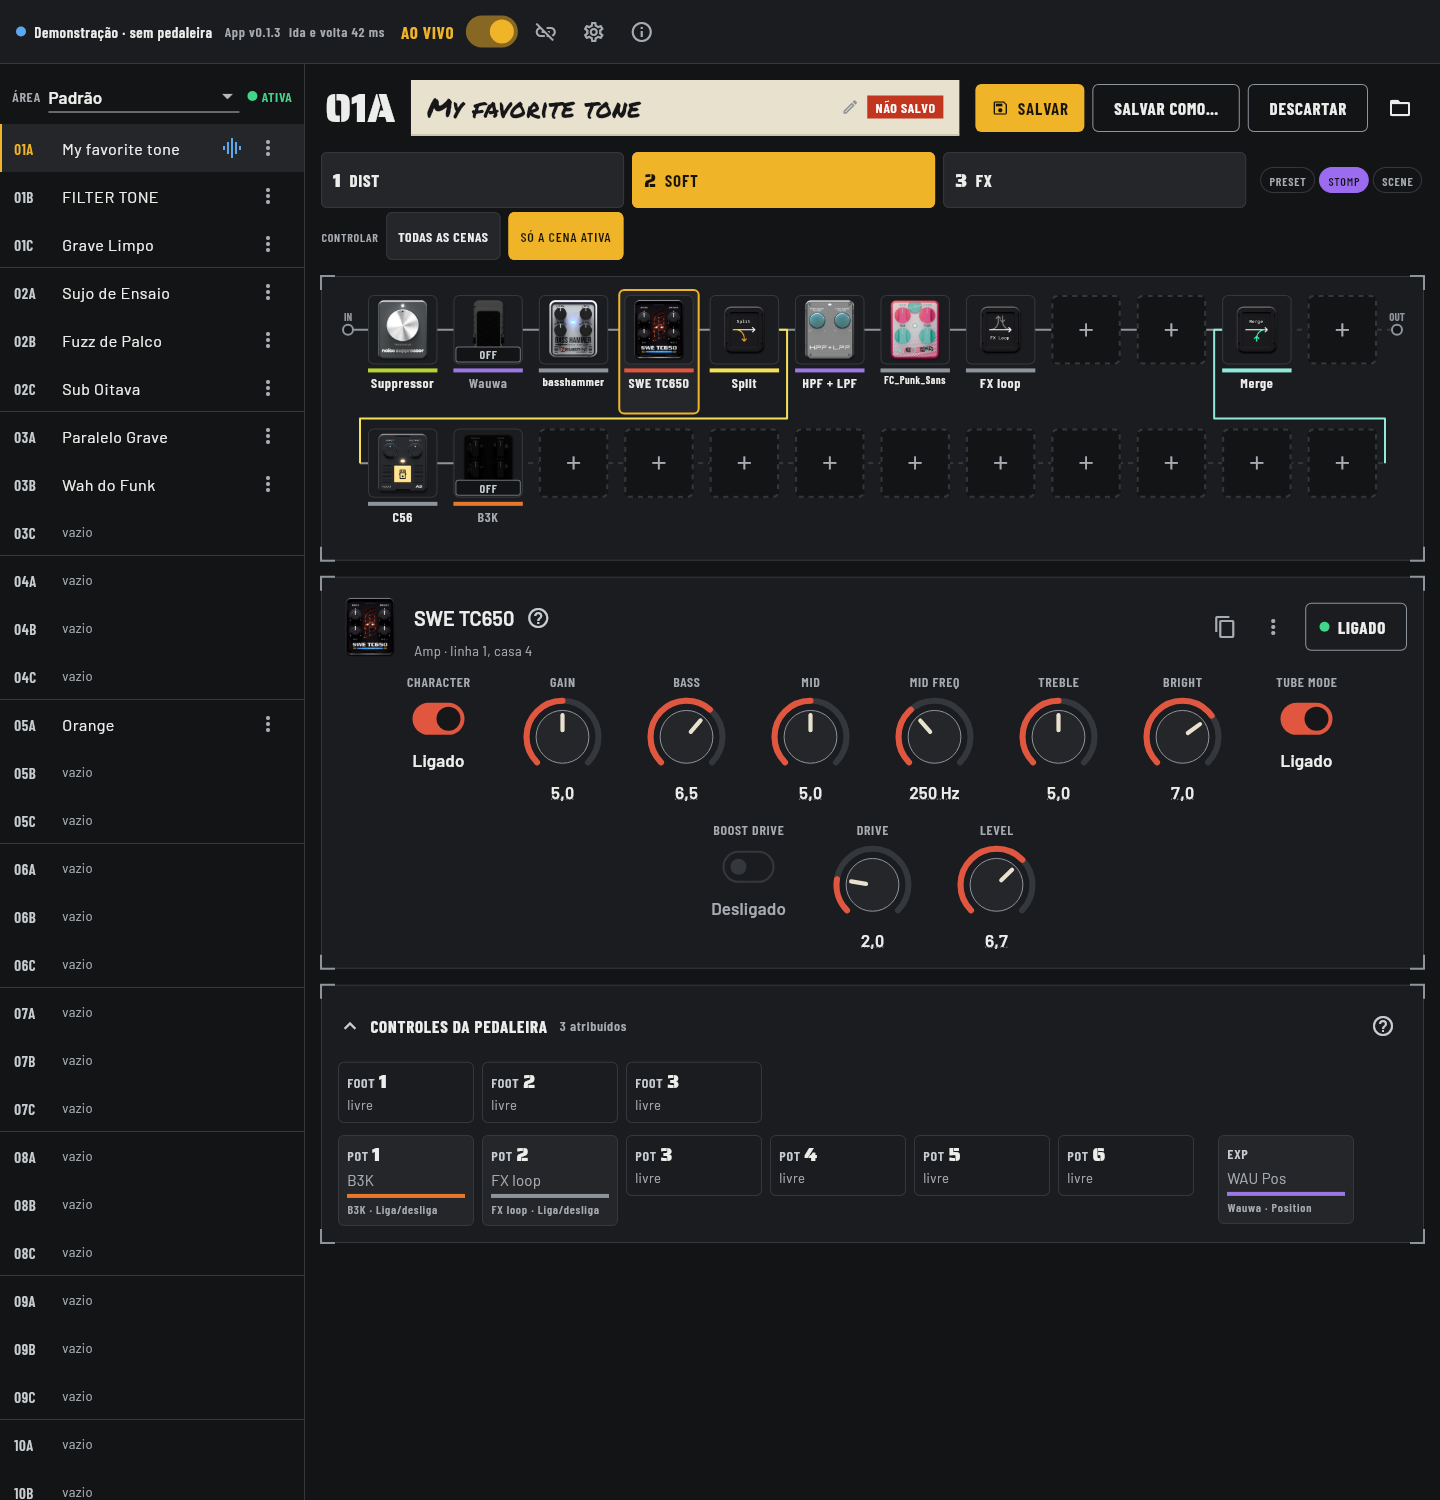 Demonstração · sem pedaleira App v0.1.3 Ida e volta 42 ms AO VIVO
ÁREA Padrão ATIVA
01A My favorite tone
01B FILTER TONE
01C Grave Limpo
02A Sujo de Ensaio
02B Fuzz de Palco
02C Sub Oitava
03A Paralelo Grave
03B Wah do Funk
03C vazio
04A vazio
04B vazio
04C vazio
05A Orange
05B vazio
05C vazio
06A vazio
06B vazio
06C vazio
07A vazio
07B vazio
07C vazio
08A vazio
08B vazio
08C vazio
09A vazio
09B vazio
09C vazio
10A vazio
10B vazio
01A My favorite tone NÃO SALVO SALVAR SALVAR COMO... DESCARTAR
1 DIST 2 SOFT 3 FX PRESET STOMP SCENE
CONTROLAR TODAS AS CENAS SÓ A CENA ATIVA
IN OUT
OFF
Suppressor Wauwa basshammer SWE TC650 Split HPF + LPF FC_Punk_Sans FX loop Merge
OFF
C56 B3K
SWE TC650
Amp · linha 1, casa 4
LIGADO
CHARACTER GAIN BASS MID MID FREQ TREBLE BRIGHT TUBE MODE
Ligado 5,0 6,5 5,0 250 Hz 5,0 7,0 Ligado
BOOST DRIVE DRIVE LEVEL
Desligado 2,0 6,7
CONTROLES DA PEDALEIRA 3 atribuídos
FOOT 1 FOOT 2 FOOT 3
livre livre livre
POT 1 POT 2 POT 3 POT 4 POT 5 POT 6 EXP
B3K FX loop livre livre livre livre WAU Pos
B3K · Liga/desliga FX loop · Liga/desliga Wauwa · Position